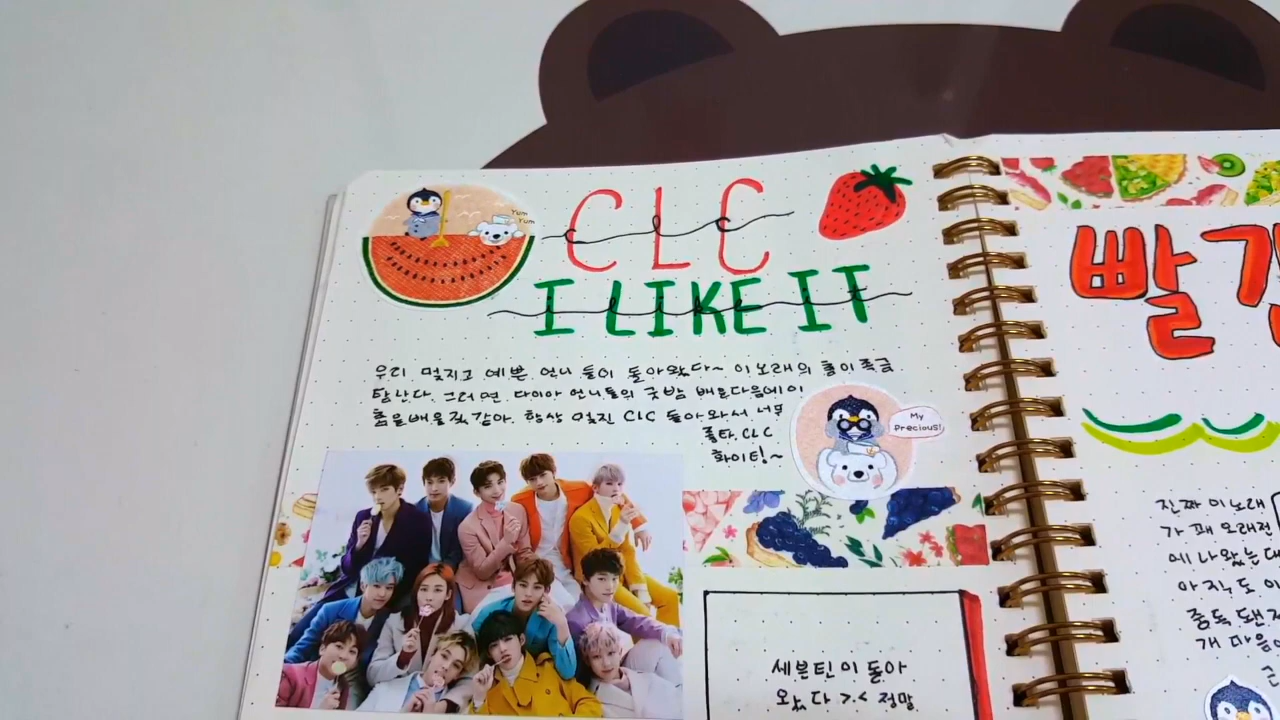 Yum
Yum
CLC
I LIKE IT
우리 멋지고 예쁜 언니 들이 돌아왔다~ 이노래의 춤이 쪼금
탐난다. 그러면 다이아 언니들의 굿밤 배운다음에 이
춤을배울것 같아. 항상 멋진 CLC 돌아와서 너무
좋타. CLC
화이팅!~
My
Precious!
세븐틴이 돌아
왔다 >.< 정말
빨간
진짜 이노래
가 꽤 오래전
에 나왔는데
아직도 이
중독 돼
개 마음